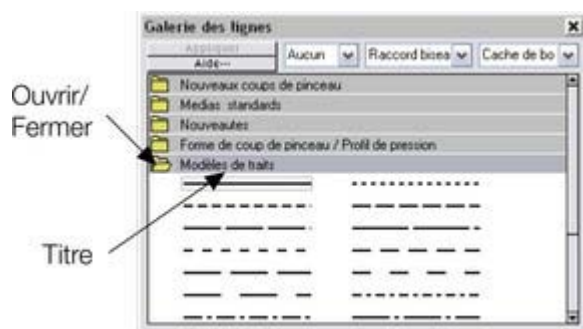 Galerie des lignes
Appliquer
Aide...
Aucun
Raccord bisea
Cache de bo
Nouveaux coups de pinceau
Medias standards
Nouveautes
Forme de coup de pinceau / Profil de pression
Modèles de traits
Ouvrir/
Fermer
Titre